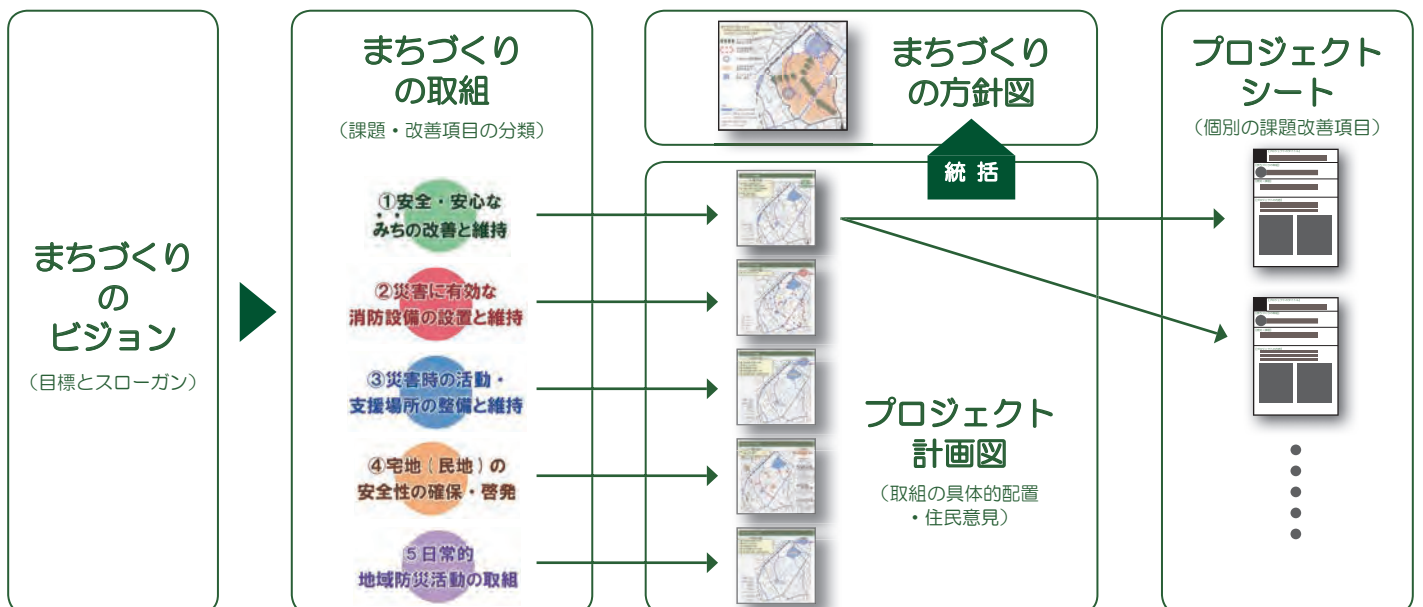 まちづくり
の
ビジョン
（目標とスローガン）
まちづくり
の取組
（課題・改善項目の分類）
①安全・安心な
みちの改善と維持
②災害に有効な
消防設備の設置と維持
③災害時の活動・
支援場所の整備と維持
④宅地（民地）の
安全性の確保・啓発
５日常的
地域防災活動の取組
まちづくり
の方針図
統括
プロジェクト
計画図
（取組の具体的配置
・住民意見）
プロジェクト
シート
（個別の課題改善項目）